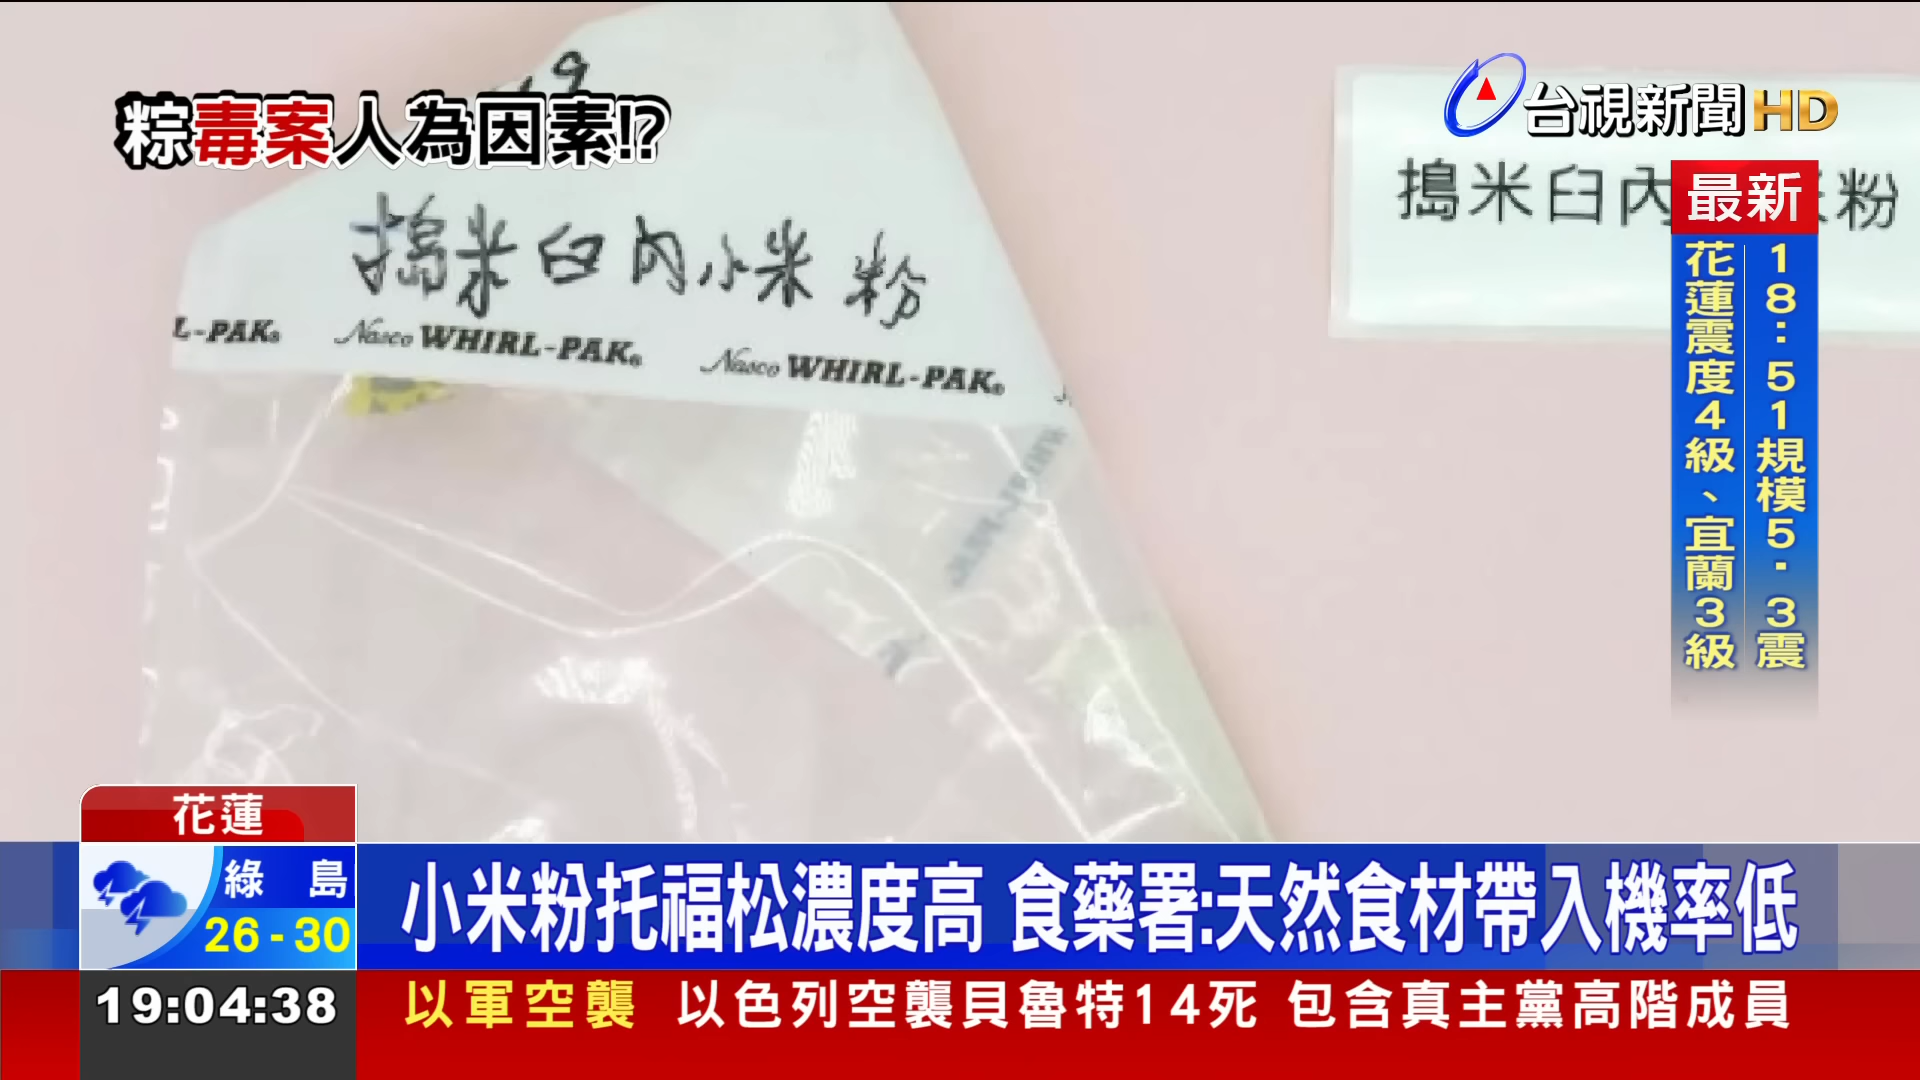 9
粽毒案人為因素!?
台視新聞HD
搗米臼內小米粉
搗米臼內
粉
L-PAK®
Nasco WHIRL-PAK®
Nasco WHIRL-PAK®
最新
18:51規模5.3震
花蓮震度4級、宜蘭3級
花蓮
綠島
26-30
小米粉托福松濃度高 食藥署:天然食材帶入機率低
19:04:38
以軍空襲 以色列空襲貝魯特14死 包含真主黨高階成員